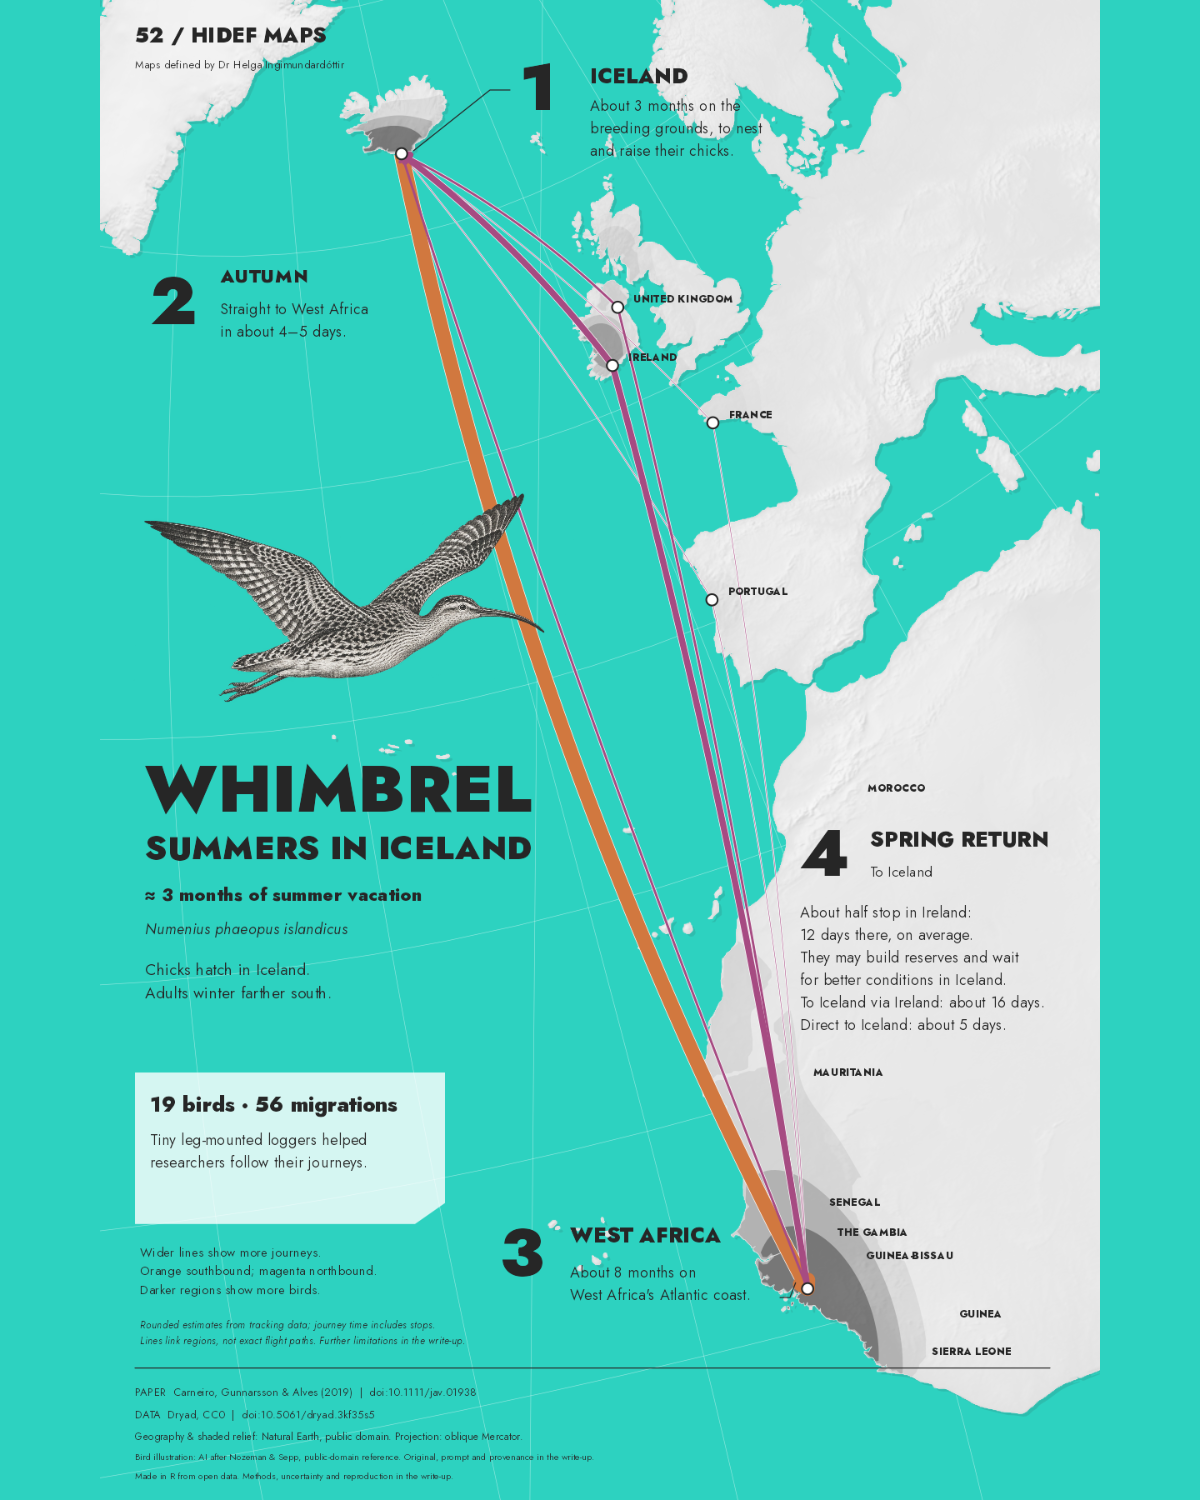 52 / HIDEF MAPS
Maps defined by Dr Helga Ingimundardóttir
1
ICELAND
About 3 months on the
breeding grounds, to nest
and raise their chicks.
2
AUTUMN
Straight to West Africa
in about 4–5 days.
UNITED KINGDOM
IRELAND
FRANCE
PORTUGAL
WHIMBREL
SUMMERS IN ICELAND
≈ 3 months of summer vacation
Numenius phaeopus islandicus
Chicks hatch in Iceland.
Adults winter farther south.
MOROCCO
4
SPRING RETURN
To Iceland
About half stop in Ireland:
12 days there, on average.
They may build reserves and wait
for better conditions in Iceland.
To Iceland via Ireland: about 16 days.
Direct to Iceland: about 5 days.
MAURITANIA
19 birds · 56 migrations
Tiny leg-mounted loggers helped
researchers follow their journeys.
SENEGAL
THE GAMBIA
GUINEA-BISSAU
GUINEA
SIERRA LEONE
3
WEST AFRICA
About 8 months on
West Africa's Atlantic coast.
Wider lines show more journeys.
Orange southbound; magenta northbound.
Darker regions show more birds.
Rounded estimates from tracking data; journey time includes stops.
Lines link regions, not exact flight paths. Further limitations in the write-up.
PAPER Carneiro, Gunnarsson & Alves (2019) | doi:10.1111/jav.01938
DATA Dryad, CC0 | doi:10.5061/dryad.3kf35s5
Geography & shaded relief: Natural Earth, public domain. Projection: oblique Mercator.
Bird illustration: AI after Nozeman & Sepp, public-domain reference. Original, prompt and provenance in the write-up.
Made in R from open data. Methods, uncertainty and reproduction in the write-up.